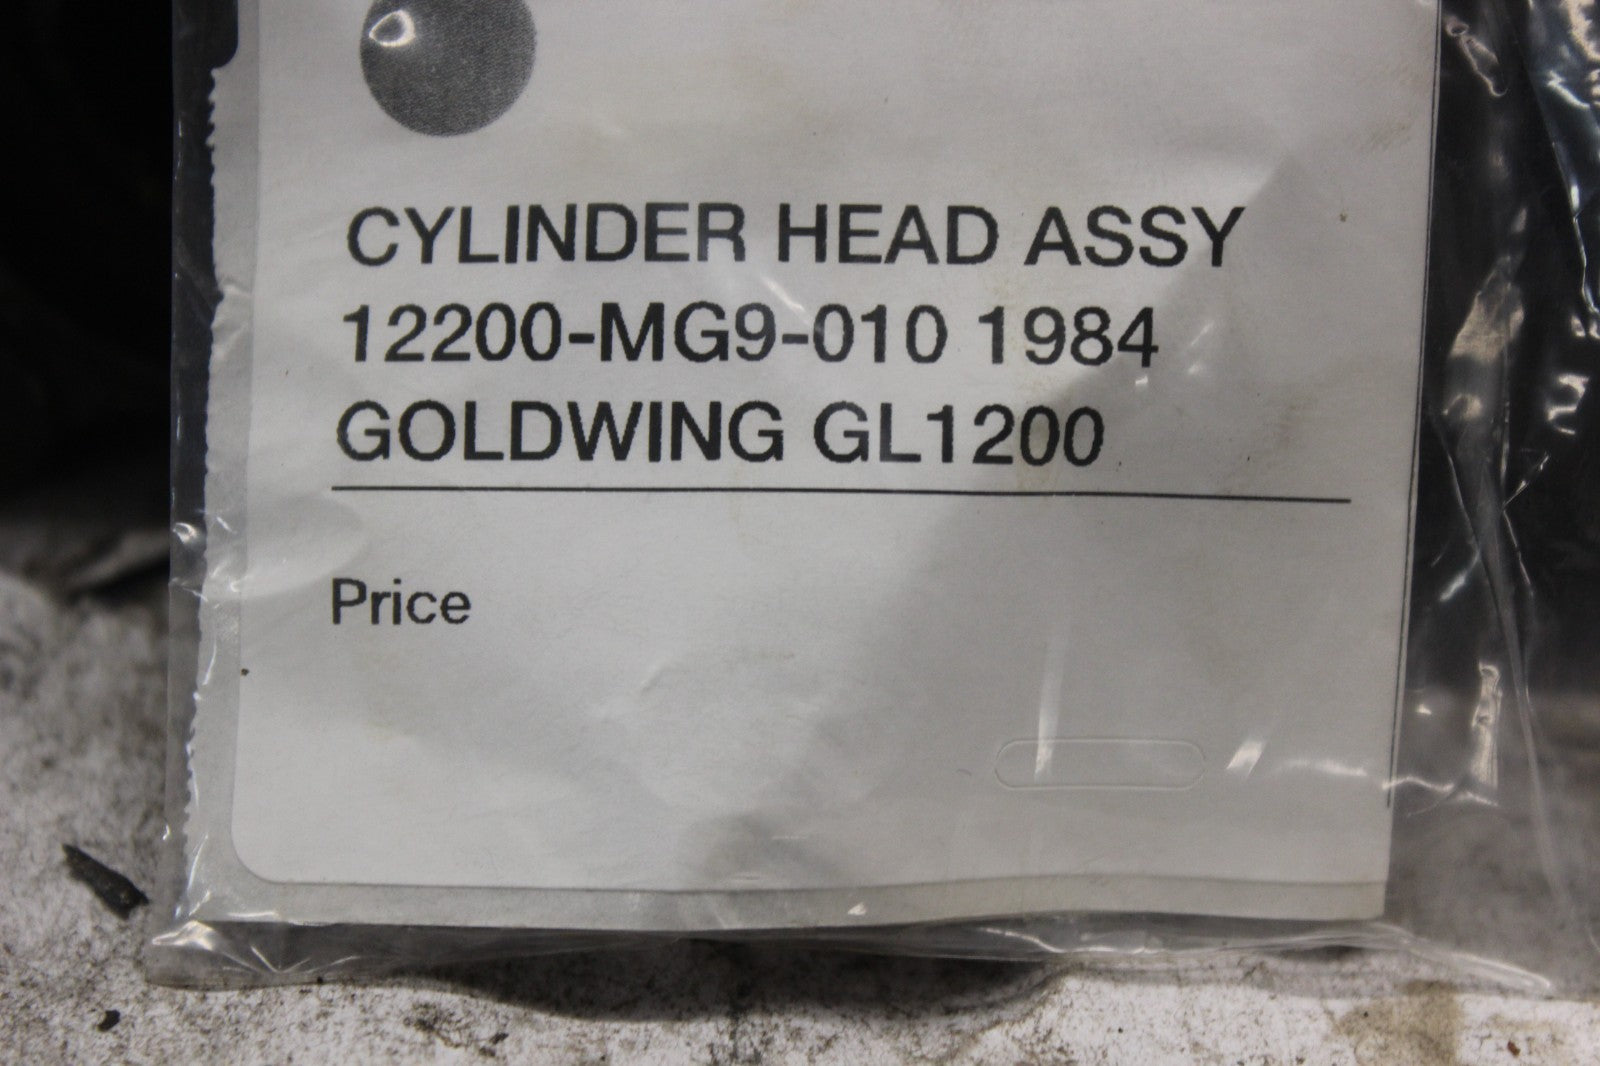 CYLINDER HEAD ASSY
12200-MG9-010 1984
GOLDWING GL1200
Price